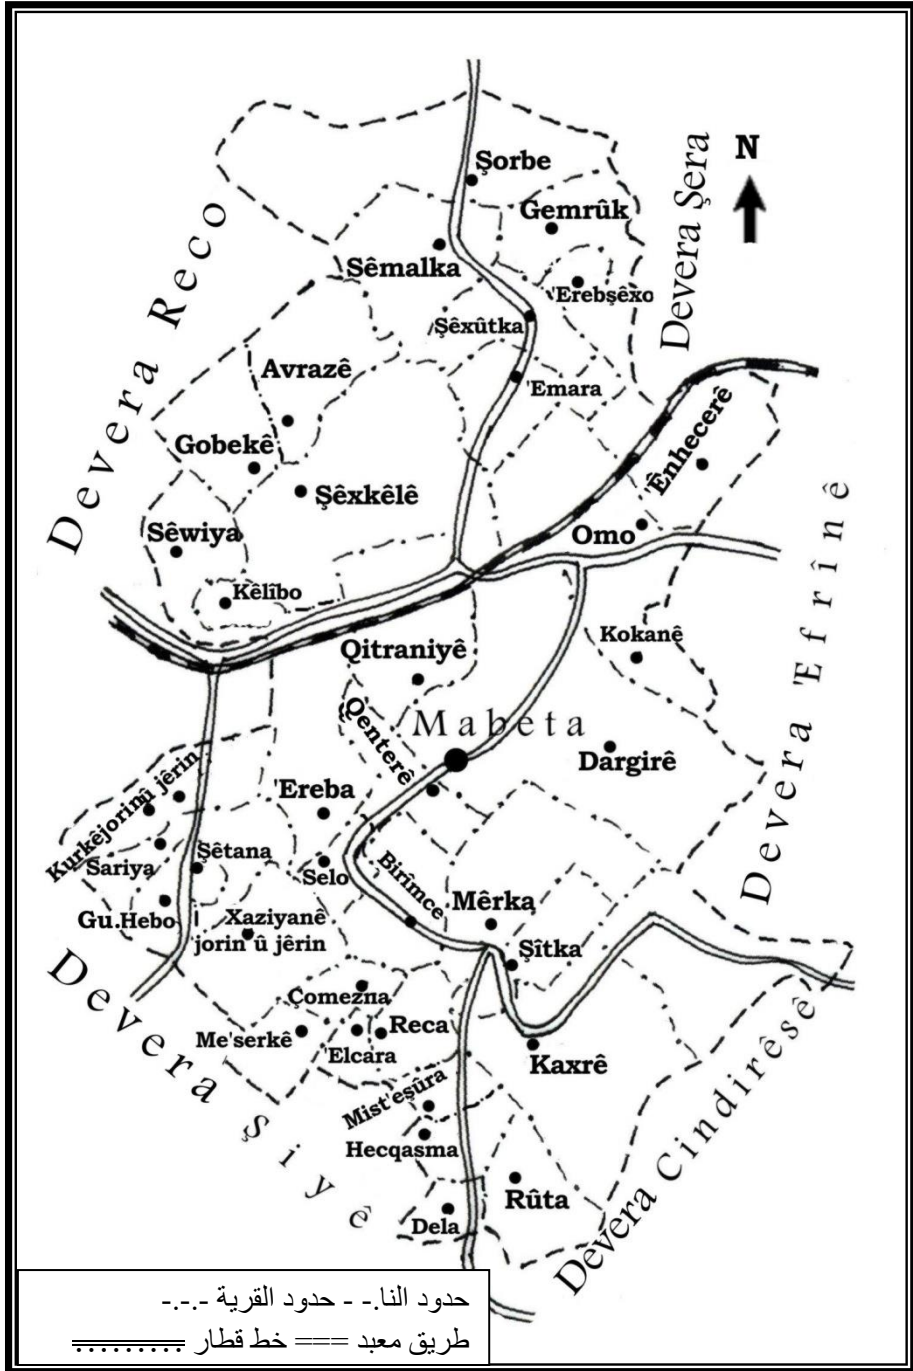 N
Şorbe
Devera Şera
Gemrûk
Devera Reco
Sêmalka
'Erebşêxo
Şêxûtka
Avrazê
'Emara
Gobekê
'Ênhecerê
Şêxkêlê
Sêwiya
Omo
Kêlîbo
Devera 'Efrînê
Qitraniyê
Kokanê
Qenterê
Mabeta
Dargirê
'Ereba
Kurkêjorinû jêrin
Şêtana
Sariya
Selo
Birîmce
Mêrka
Gu.Hebo
Xaziyanê
jorin û jêrin
Şîtka
Devera Şiyê
Çomezna
Me'serkê
'Elcara
Reca
Kaxrê
Mist'eşûra
Hecqasma
Devera Cindirêsê
Rûta
Dela
حدود النا.- - حدود القرية -.-.-
طريق معبد === خط قطار .........